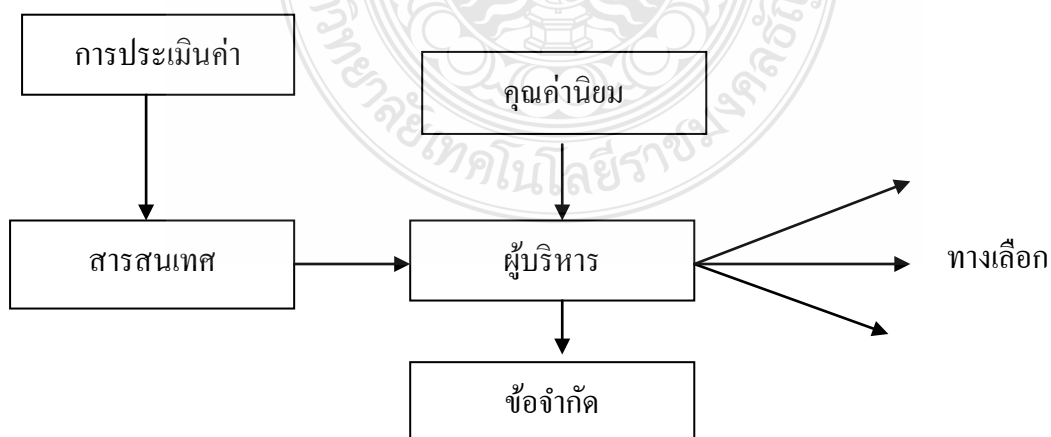 การประเมินค่า
คุณค่านิยม
สารสนเทศ
ผู้บริหาร
ทางเลือก
ข้อจำกัด